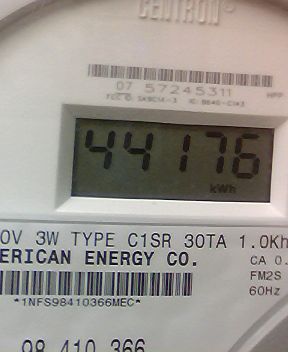 CENTRON®
07 57245311
44176
kWh
0V 3W TYPE C1SR 30TA 1.0Kh
ERICAN ENERGY CO.
CA 0.
FM2S
*1NFS98410366MEC*
60Hz
98 410 366